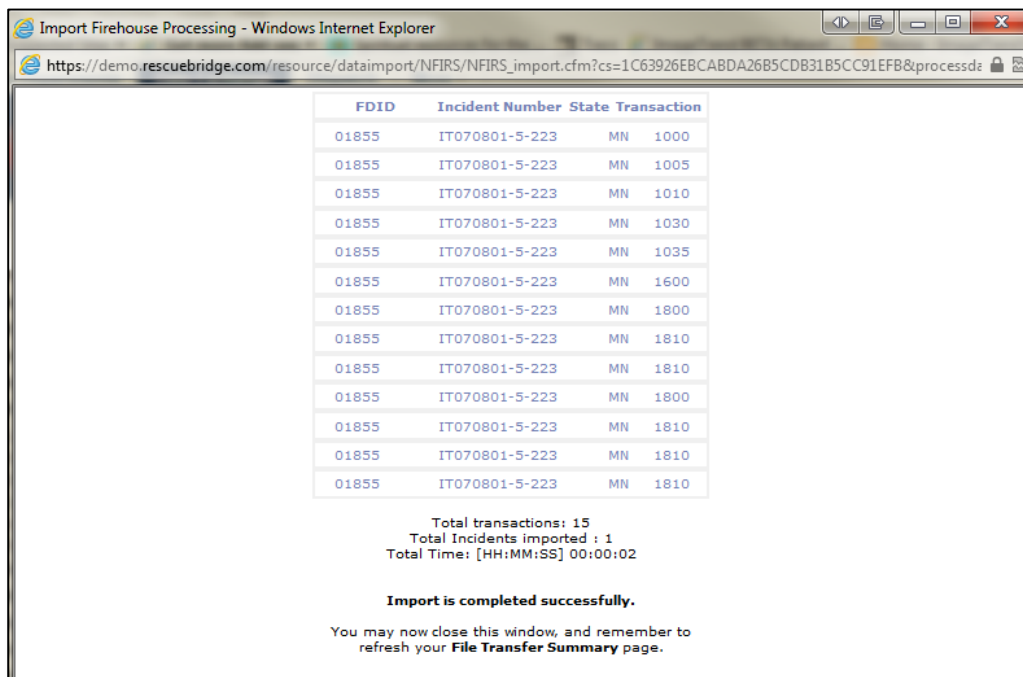 Import Firehouse Processing - Windows Internet Explorer
https://demo.rescuebridge.com/resource/dataimport/NFIRS/NFIRS_import.cfm?cs=1C63926EBCABDA26B5CDB31B5CC91EFB&processda
FDID Incident Number State Transaction
01855 IT070801-5-223 MN 1000
01855 IT070801-5-223 MN 1005
01855 IT070801-5-223 MN 1010
01855 IT070801-5-223 MN 1030
01855 IT070801-5-223 MN 1035
01855 IT070801-5-223 MN 1600
01855 IT070801-5-223 MN 1800
01855 IT070801-5-223 MN 1810
01855 IT070801-5-223 MN 1810
01855 IT070801-5-223 MN 1800
01855 IT070801-5-223 MN 1810
01855 IT070801-5-223 MN 1810
01855 IT070801-5-223 MN 1810
Total transactions: 15
Total Incidents imported : 1
Total Time: [HH:MM:SS] 00:00:02
Import is completed successfully.
You may now close this window, and remember to
refresh your File Transfer Summary page.